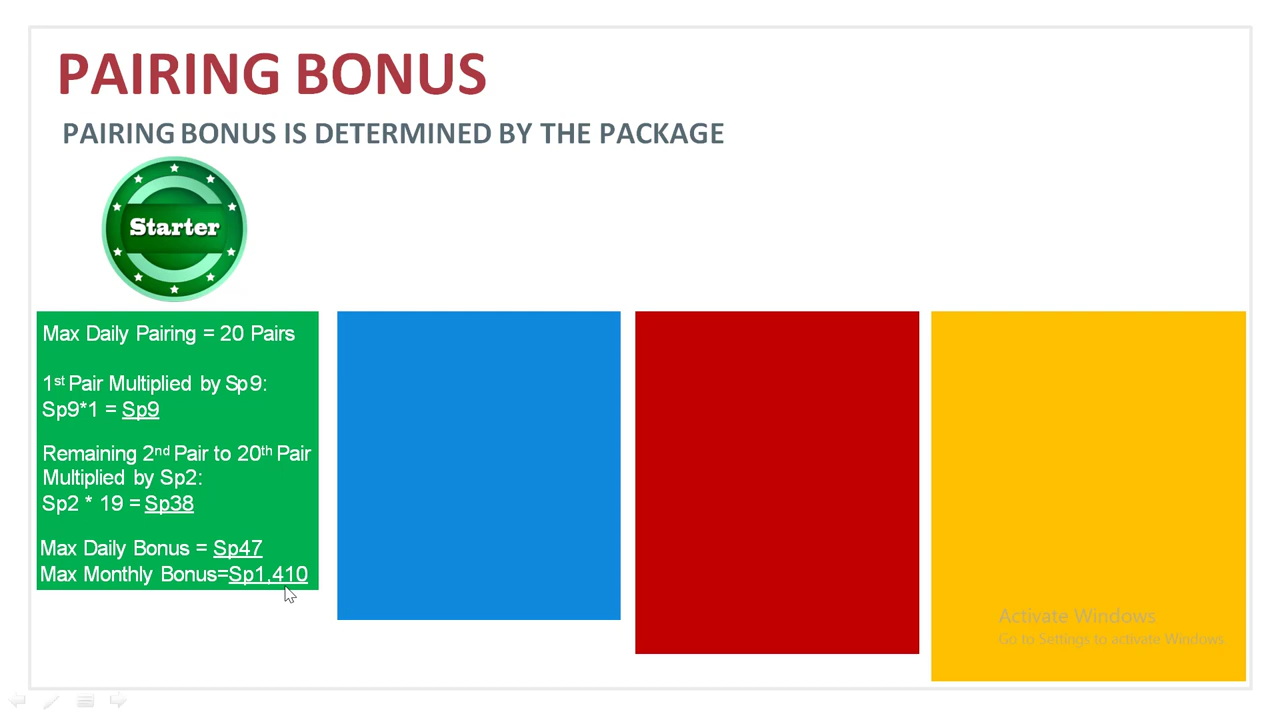 PAIRING BONUS
PAIRING BONUS IS DETERMINED BY THE PACKAGE
Starter
Max Daily Pairing = 20 Pairs
1st Pair Multiplied by Sp9:
Sp9*1 = Sp9
Remaining 2nd Pair to 20th Pair
Multiplied by Sp2:
Sp2 * 19 = Sp38
Max Daily Bonus = Sp47
Max Monthly Bonus=Sp1,410
Activate Windows
Go to Settings to activate Windows